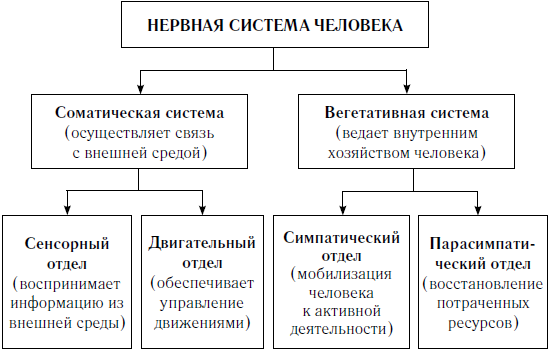 НЕРВНАЯ СИСТЕМА ЧЕЛОВЕКА
Соматическая система
(осуществляет связь
с внешней средой)
Вегетативная система
(ведает внутренним
хозяйством человека)
Сенсорный
отдел
(воспринимает
информацию из
внешней среды)
Двигательный
отдел
(обеспечивает
управление
движениями)
Симпатический
отдел
(мобилизация
человека
к активной
деятельности)
Парасимпати-
ческий отдел
(восстановление
потраченных
ресурсов)